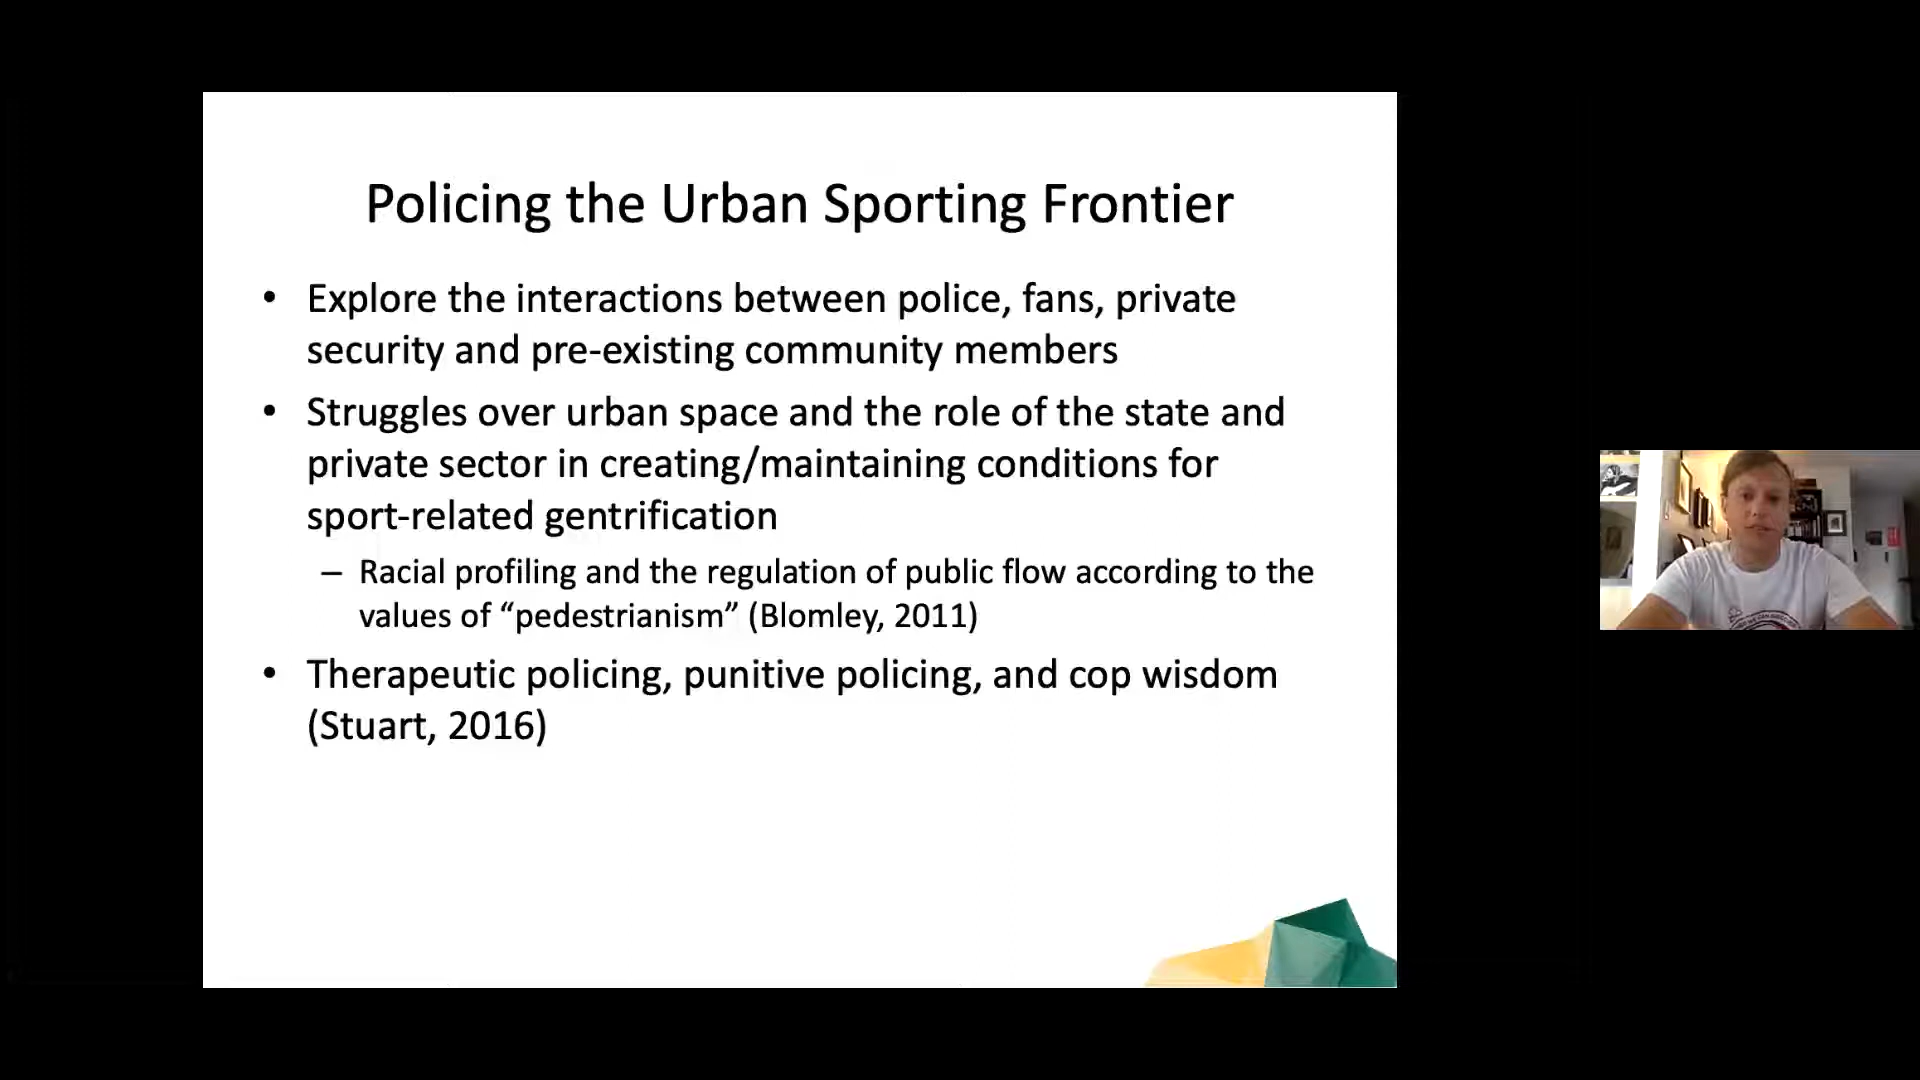 Policing the Urban Sporting Frontier
• Explore the interactions between police, fans, private
security and pre-existing community members
• Struggles over urban space and the role of the state and
private sector in creating/maintaining conditions for
sport-related gentrification
– Racial profiling and the regulation of public flow according to the
values of “pedestrianism” (Blomley, 2011)
• Therapeutic policing, punitive policing, and cop wisdom
(Stuart, 2016)